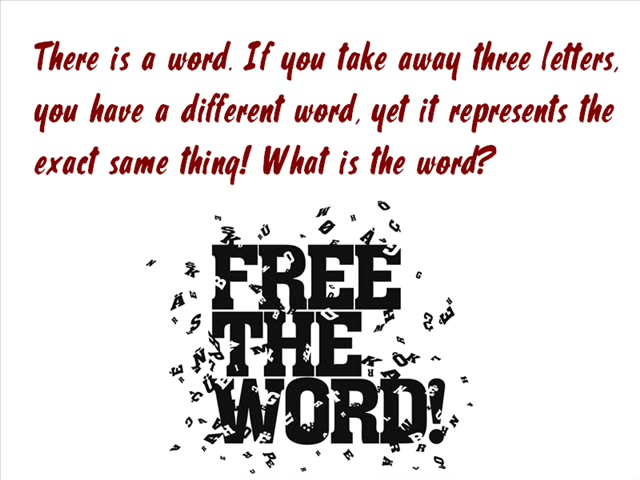 There is a word. If you take away three letters,
you have a different word, yet it represents the
exact same thing! What is the word?
FREE
THE
WORD!